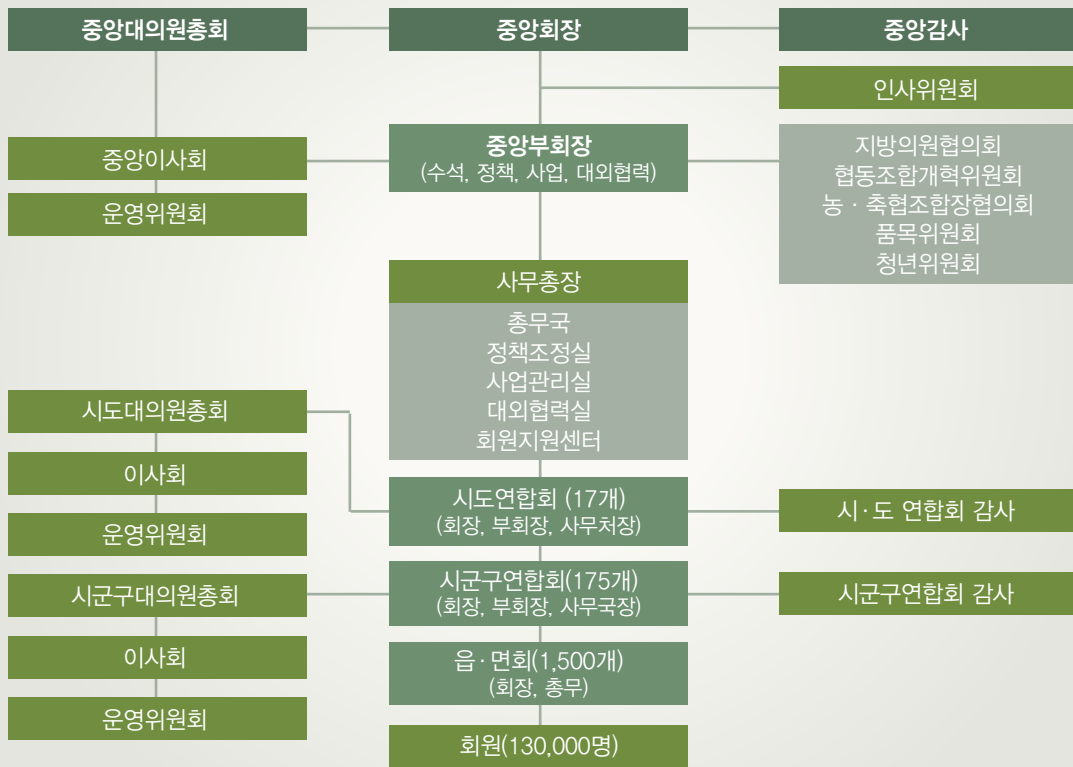 중앙대의원총회
중앙회장
중앙감사
인사위원회
중앙이사회
운영위원회
중앙부회장
(수석, 정책, 사업, 대외협력)
지방의원협의회
협동조합개혁위원회
농 · 축협조합장협의회
품목위원회
청년위원회
사무총장
총무국
정책조정실
사업관리실
대외협력실
회원지원센터
시도대의원총회
이사회
운영위원회
시도연합회 (17개)
(회장, 부회장, 사무처장)
시·도 연합회 감사
시군구대의원총회
이사회
운영위원회
시군구연합회(175개)
(회장, 부회장, 사무국장)
시군구연합회 감사
읍·면회(1,500개)
(회장, 총무)
회원(130,000명)